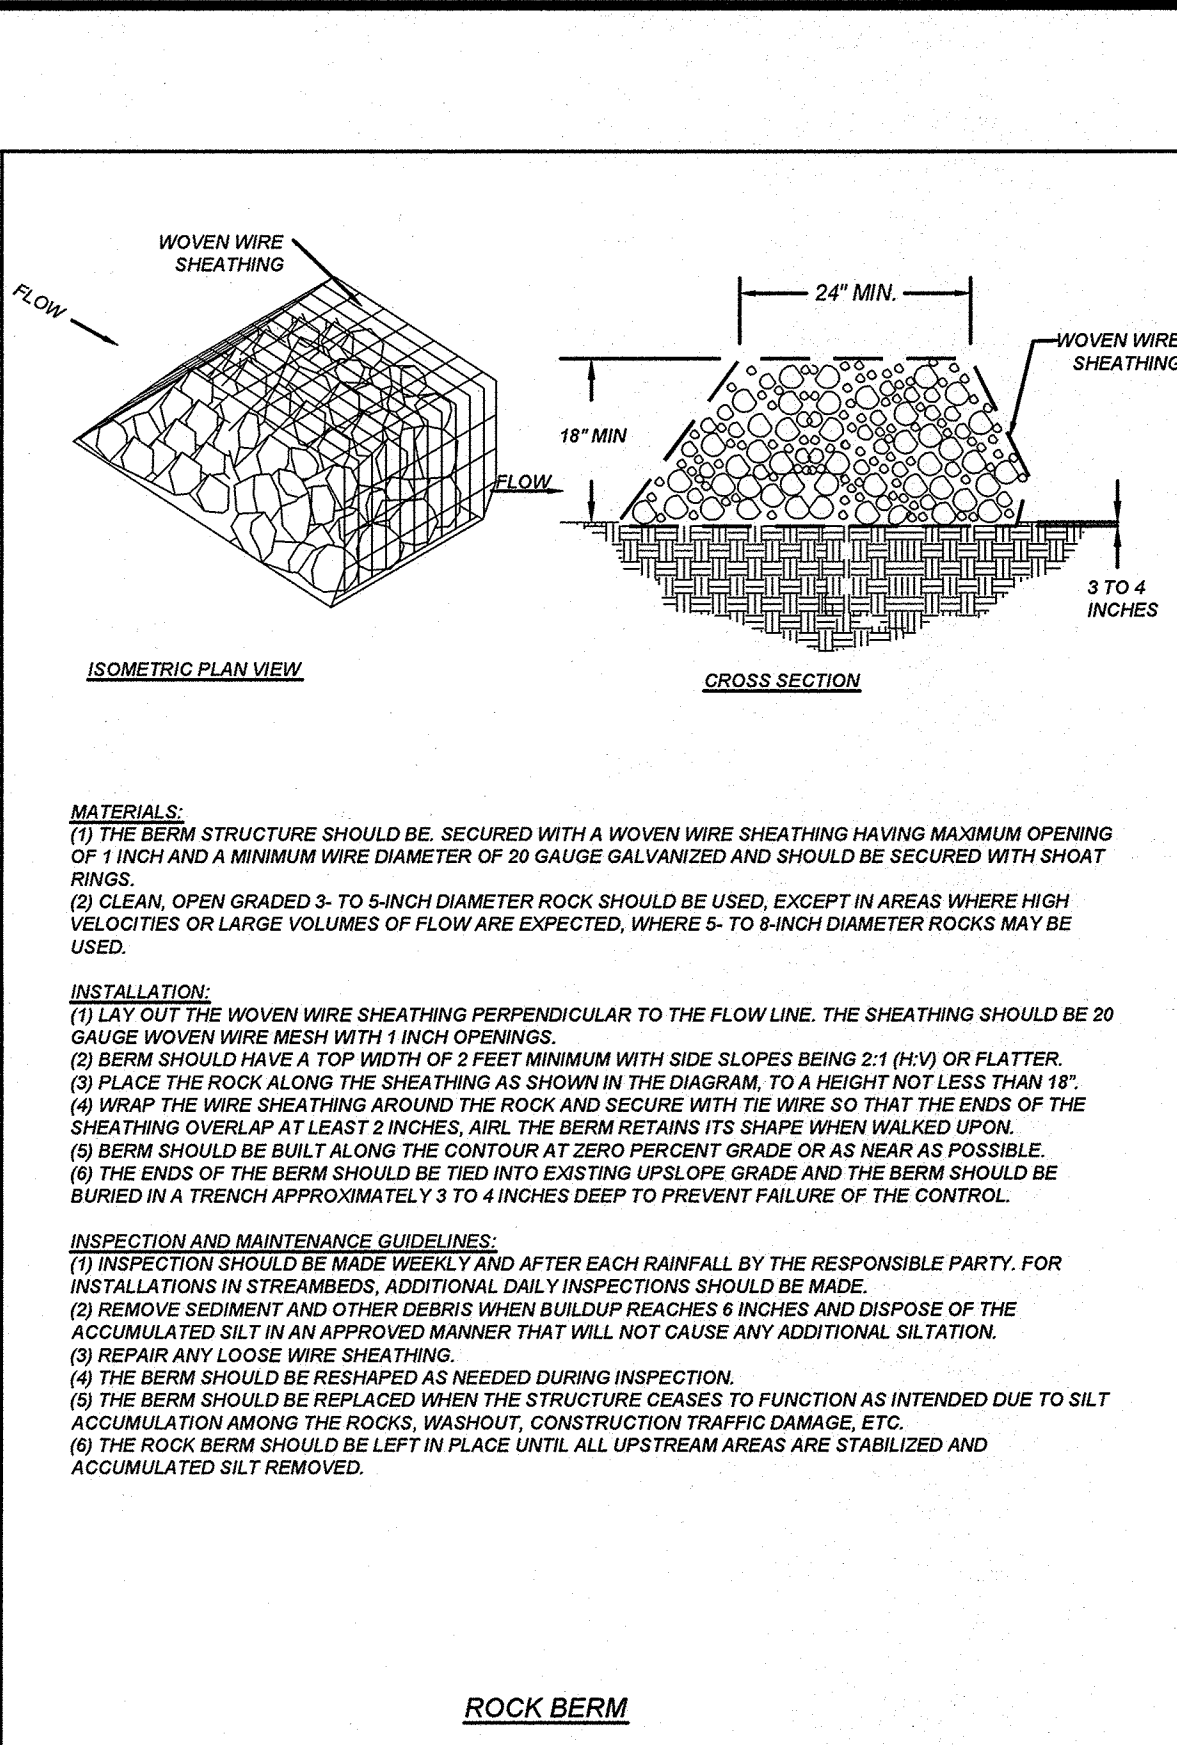 WOVEN WIRE
SHEATHING
FLOW
FLOW
ISOMETRIC PLAN VIEW
24" MIN.
WOVEN WIRE
SHEATHING
18" MIN
3 TO 4
INCHES
CROSS SECTION
MATERIALS:
(1) THE BERM STRUCTURE SHOULD BE. SECURED WITH A WOVEN WIRE SHEATHING HAVING MAXIMUM OPENING
OF 1 INCH AND A MINIMUM WIRE DIAMETER OF 20 GAUGE GALVANIZED AND SHOULD BE SECURED WITH SHOAT
RINGS.
(2) CLEAN, OPEN GRADED 3- TO 5-INCH DIAMETER ROCK SHOULD BE USED, EXCEPT IN AREAS WHERE HIGH
VELOCITIES OR LARGE VOLUMES OF FLOW ARE EXPECTED, WHERE 5- TO 8-INCH DIAMETER ROCKS MAY BE
USED.
INSTALLATION:
(1) LAY OUT THE WOVEN WIRE SHEATHING PERPENDICULAR TO THE FLOW LINE. THE SHEATHING SHOULD BE 20
GAUGE WOVEN WIRE MESH WITH 1 INCH OPENINGS.
(2) BERM SHOULD HAVE A TOP WIDTH OF 2 FEET MINIMUM WITH SIDE SLOPES BEING 2:1 (H:V) OR FLATTER.
(3) PLACE THE ROCK ALONG THE SHEATHING AS SHOWN IN THE DIAGRAM, TO A HEIGHT NOT LESS THAN 18".
(4) WRAP THE WIRE SHEATHING AROUND THE ROCK AND SECURE WITH TIE WIRE SO THAT THE ENDS OF THE
SHEATHING OVERLAP AT LEAST 2 INCHES, AIRL THE BERM RETAINS ITS SHAPE WHEN WALKED UPON.
(5) BERM SHOULD BE BUILT ALONG THE CONTOUR AT ZERO PERCENT GRADE OR AS NEAR AS POSSIBLE.
(6) THE ENDS OF THE BERM SHOULD BE TIED INTO EXISTING UPSLOPE GRADE AND THE BERM SHOULD BE
BURIED IN A TRENCH APPROXIMATELY 3 TO 4 INCHES DEEP TO PREVENT FAILURE OF THE CONTROL.
INSPECTION AND MAINTENANCE GUIDELINES:
(1) INSPECTION SHOULD BE MADE WEEKLY AND AFTER EACH RAINFALL BY THE RESPONSIBLE PARTY. FOR
INSTALLATIONS IN STREAMBEDS, ADDITIONAL DAILY INSPECTIONS SHOULD BE MADE.
(2) REMOVE SEDIMENT AND OTHER DEBRIS WHEN BUILDUP REACHES 6 INCHES AND DISPOSE OF THE
ACCUMULATED SILT IN AN APPROVED MANNER THAT WILL NOT CAUSE ANY ADDITIONAL SILTATION.
(3) REPAIR ANY LOOSE WIRE SHEATHING.
(4) THE BERM SHOULD BE RESHAPED AS NEEDED DURING INSPECTION.
(5) THE BERM SHOULD BE REPLACED WHEN THE STRUCTURE CEASES TO FUNCTION AS INTENDED DUE TO SILT
ACCUMULATION AMONG THE ROCKS, WASHOUT, CONSTRUCTION TRAFFIC DAMAGE, ETC.
(6) THE ROCK BERM SHOULD BE LEFT IN PLACE UNTIL ALL UPSTREAM AREAS ARE STABILIZED AND
ACCUMULATED SILT REMOVED.
ROCK BERM